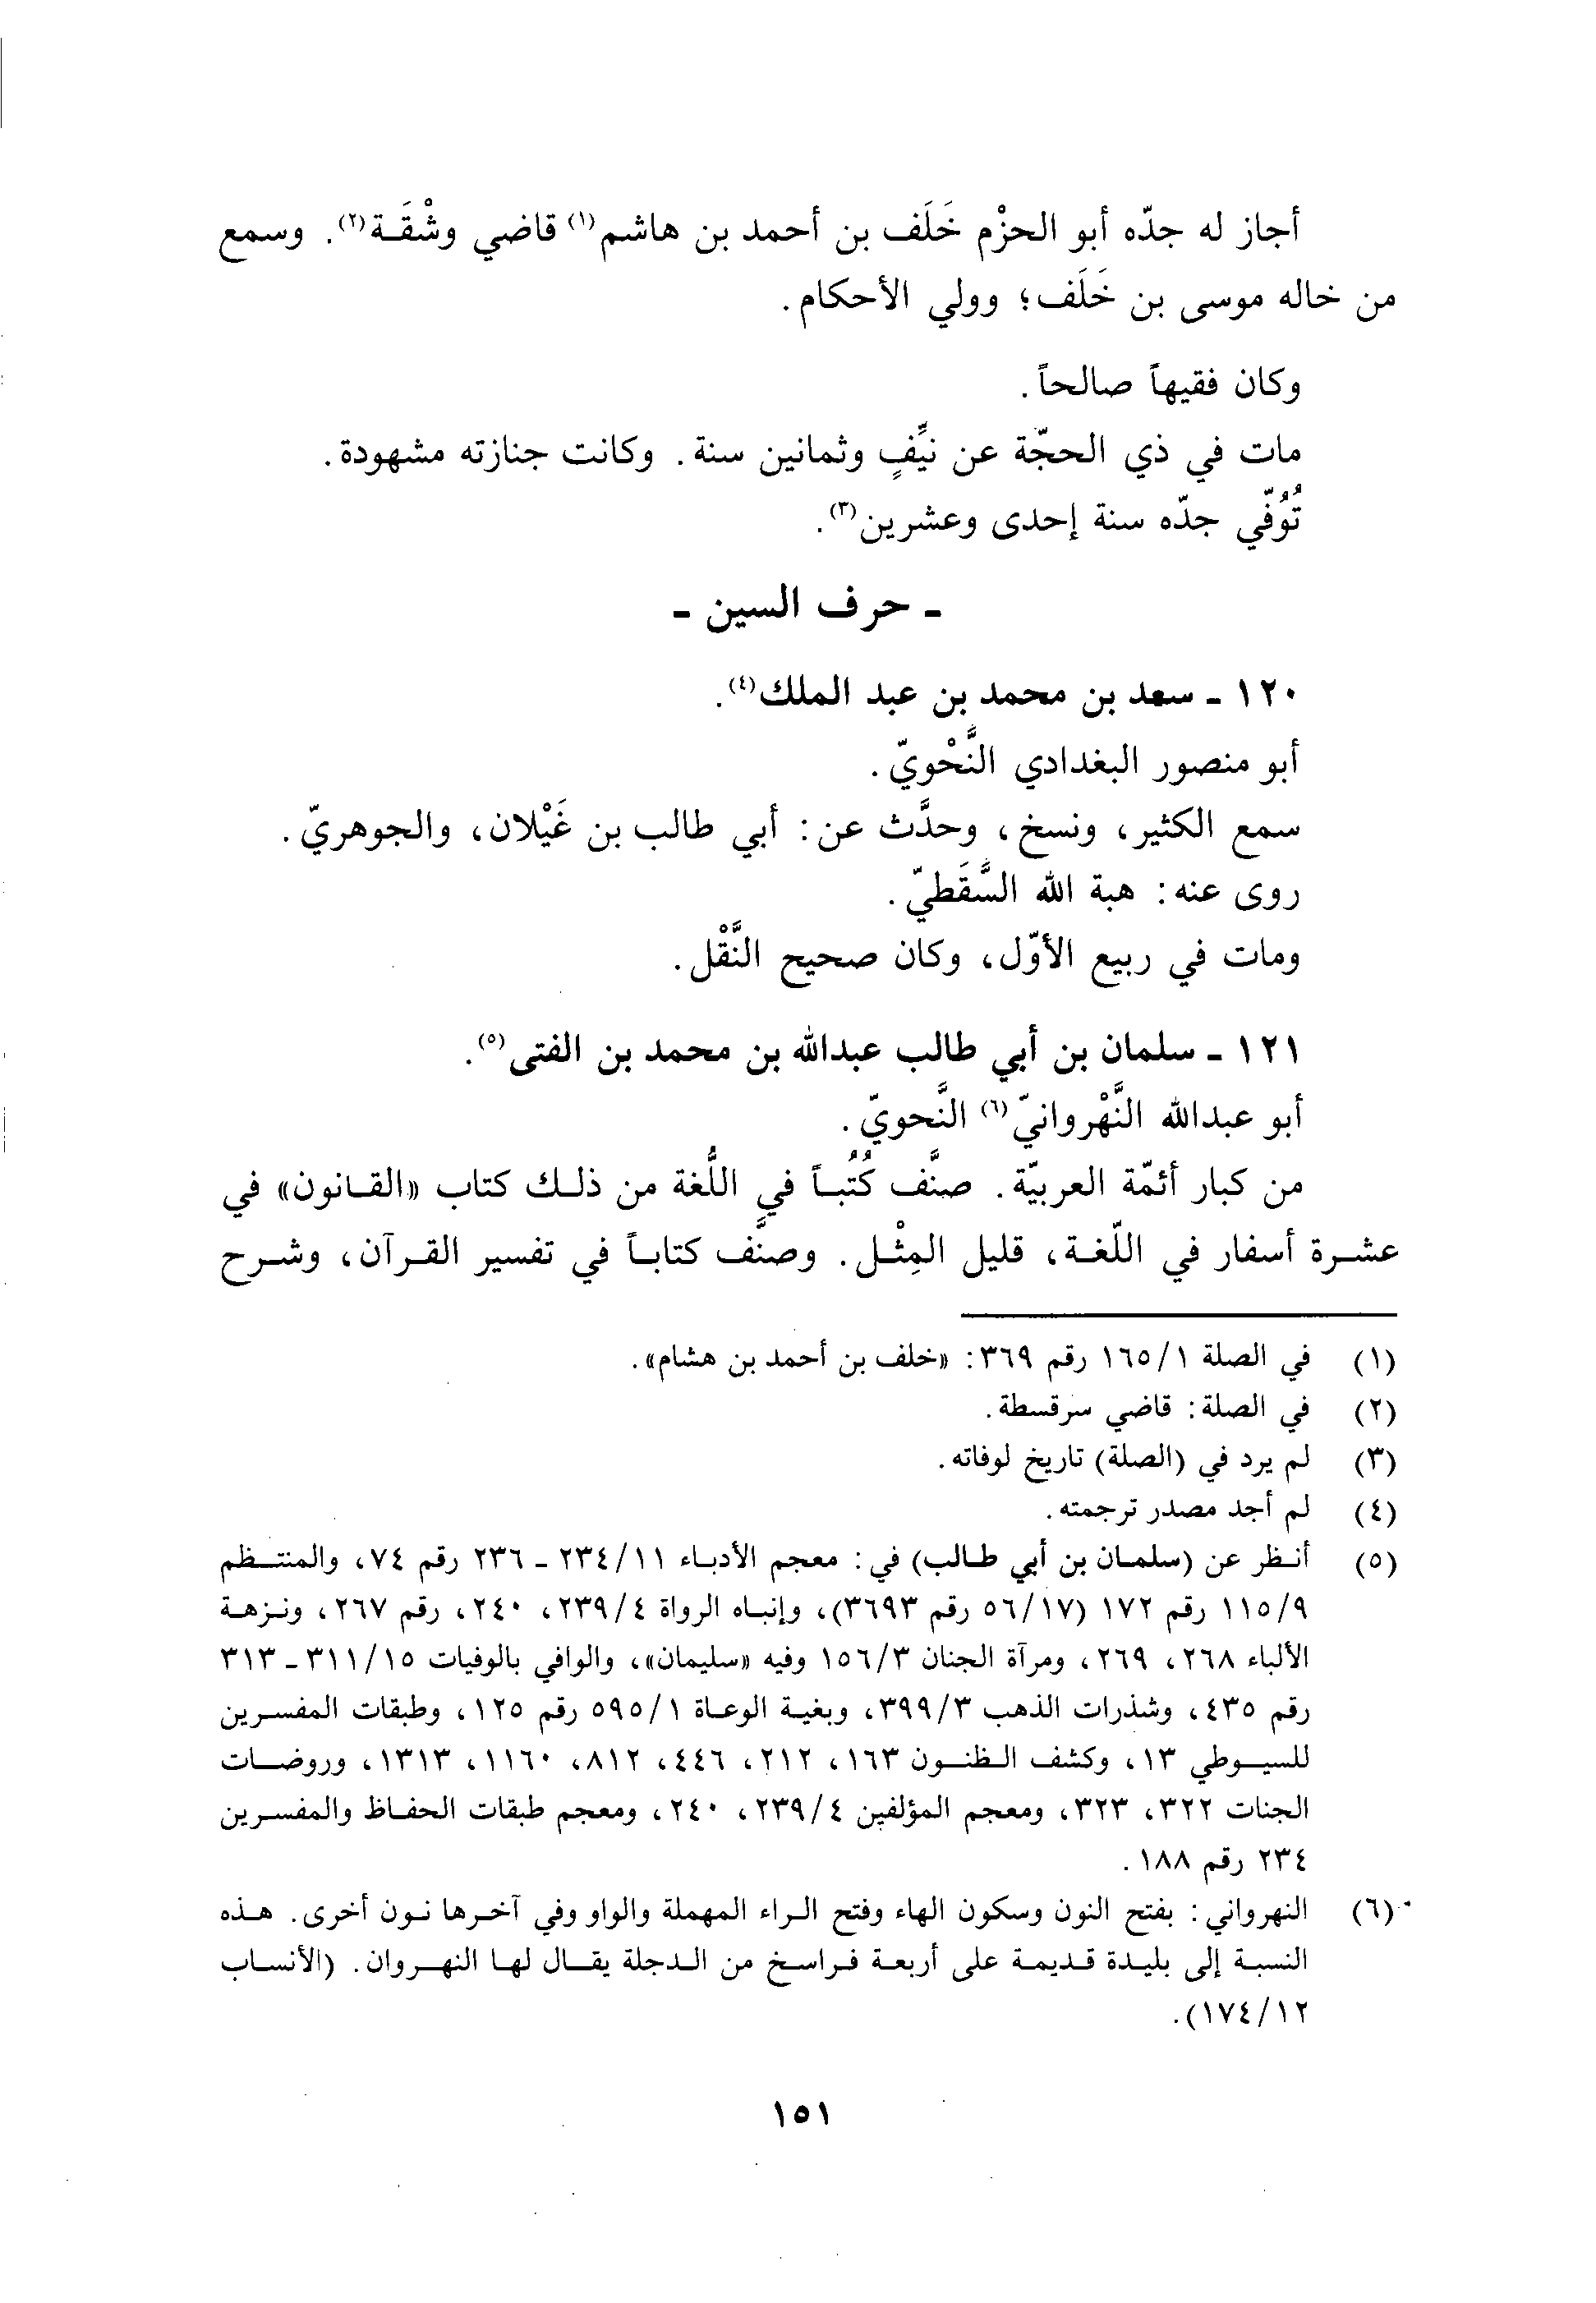 أجاز له جدّه أبو الحزْم خَلَف بن أحمد بن هاشم(١) قاضي وشْقَة(٢). وسمع
من خاله موسى بن خَلَف؛ وولي الأحكام.
وكان فقيهاً صالحاً.
مات في ذي الحجّة عن نيِّفٍ وثمانين سنة. وكانت جنازته مشهودة.
تُوُفّي جدّه سنة إحدى وعشرين(٣).
ـ حرف السين ـ
١٢٠ ـ سعد بن محمد بن عبد الملك(٤).
أبو منصور البغدادي النَّحْويّ.
سمع الكثير، ونسخ، وحدَّث عن: أبي طالب بن غَيْلان، والجوهريّ.
روى عنه: هبة الله السَّقَطيّ.
ومات في ربيع الأوّل، وكان صحيح النَّقْل.
١٢١ ـ سلمان بن أبي طالب عبدالله بن محمد بن الفتى(٥).
أبو عبدالله النَّهْروانيّ(٦) النَّحويّ.
من كبار أئمّة العربيّة. صنَّف كُتُباً في اللُّغة من ذلك كتاب «القانون» في
عشرة أسفار في اللّغة، قليل المِثْل. وصنَّف كتاباً في تفسير القرآن، وشرح
(١) في الصلة ١٦٥/١ رقم ٣٦٩: «خلف بن أحمد بن هشام».
(٢) في الصلة: قاضي سرقسطة.
(٣) لم يرد في (الصلة) تاريخ لوفاته.
(٤) لم أجد مصدر ترجمته.
(٥) أنظر عن (سلمان بن أبي طالب) في: معجم الأدباء ٢٣٤/١١ ـ ٢٣٦ رقم ٧٤، والمنتظم
١١٥/٩ رقم ١٧٢ (٥٦/١٧ رقم ٣٦٩٣)، وإنباه الرواة ٢٣٩/٤، ٢٤٠، رقم ٢٦٧، ونزهة
الألباء ٢٦٨، ٢٦٩، ومرآة الجنان ١٥٦/٣ وفيه «سليمان»، والوافي بالوفيات ٣١١/١٥ ـ ٣١٣
رقم ٤٣٥، وشذرات الذهب ٣٩٩/٣، وبغية الوعاة ٥٩٥/١ رقم ١٢٥، وطبقات المفسرين
للسيوطي ١٣، وكشف الظنون ١٦٣، ٢١٢، ٤٤٦، ٨١٢، ١١٦٠، ١٣١٣، وروضات
الجنات ٣٢٢، ٣٢٣، ومعجم المؤلفين ٢٣٩/٤، ٢٤٠، ومعجم طبقات الحفاظ والمفسرين
٢٣٤ رقم ١٨٨.
(٦) النهرواني: بفتح النون وسكون الهاء وفتح الراء المهملة والواو وفي آخرها نون أخرى. هذه
النسبة إلى بليدة قديمة على أربعة فراسخ من الدجلة يقال لها النهروان. (الأنساب
١٧٤/١٢).
١٥١